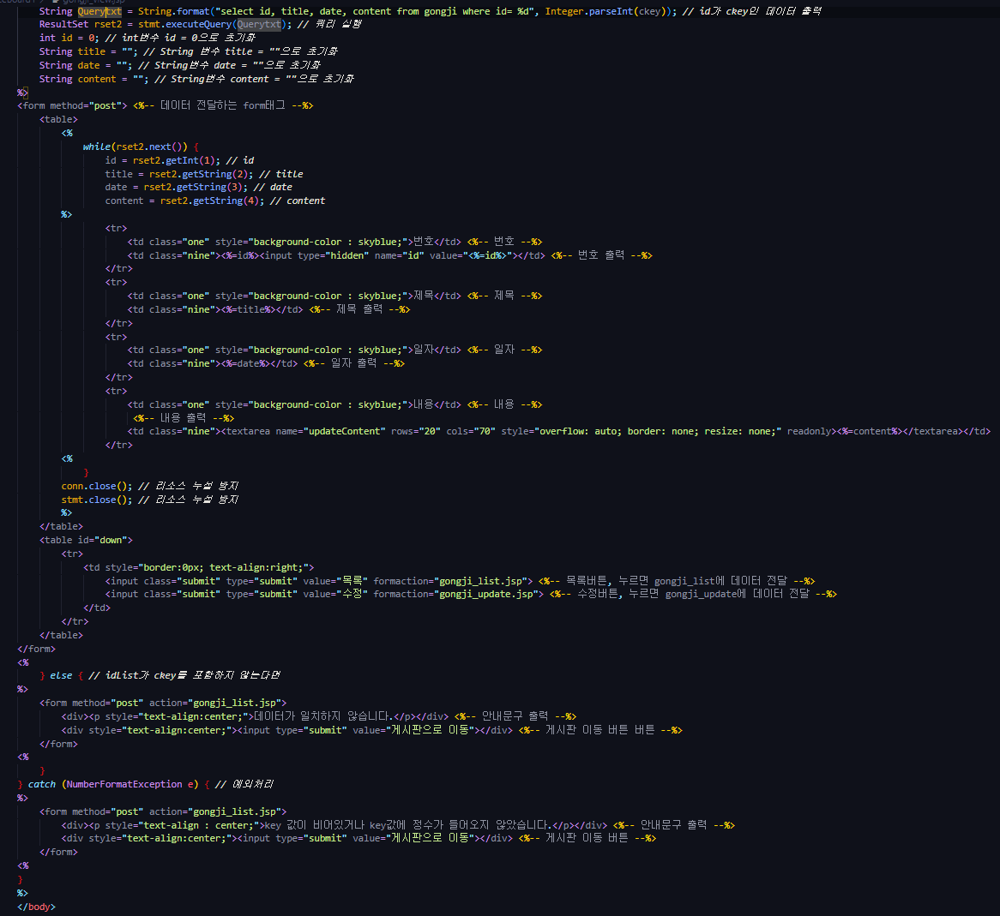 gongji_view.jsp
String Querytxt = String.format("select id, title, date, content from gongji where id= %d", Integer.parseInt(ckey)); // id가 ckey인 데이터 출력
ResultSet rset2 = stmt.executeQuery(Querytxt); // 쿼리 실행
int id = 0; // int변수 id = 0으로 초기화
String title = ""; // String 변수 title = ""으로 초기화
String date = ""; // String변수 date = ""으로 초기화
String content = ""; // String변수 content = ""으로 초기화
%>
<form method="post"> <%-- 데이터 전달하는 form태그 --%>
<table>
<%
while(rset2.next()) {
id = rset2.getInt(1); // id
title = rset2.getString(2); // title
date = rset2.getString(3); // date
content = rset2.getString(4); // content
%>
<tr>
<td class="one" style="background-color : skyblue;">번호</td> <%-- 번호 --%>
<td class="nine"><%=id%><input type="hidden" name="id" value="<%=id%>"></td> <%-- 번호 출력 --%>
</tr>
<tr>
<td class="one" style="background-color : skyblue;">제목</td> <%-- 제목 --%>
<td class="nine"><%=title%></td> <%-- 제목 출력 --%>
</tr>
<tr>
<td class="one" style="background-color : skyblue;">일자</td> <%-- 일자 --%>
<td class="nine"><%=date%></td> <%-- 일자 출력 --%>
</tr>
<tr>
<td class="one" style="background-color : skyblue;">내용</td> <%-- 내용 --%>
<%-- 내용 출력 --%>
<td class="nine"><textarea name="updateContent" rows="20" cols="70" style="overflow: auto; border: none; resize: none;" readonly><%=content%></textarea></td>
</tr>
<%
}
conn.close(); // 리소스 누설 방지
stmt.close(); // 리소스 누설 방지
%>
</table>
<table id="down">
<tr>
<td style="border:0px; text-align:right;">
<input class="submit" type="submit" value="목록" formaction="gongji_list.jsp"> <%-- 목록버튼, 누르면 gongji_list에 데이터 전달 --%>
<input class="submit" type="submit" value="수정" formaction="gongji_update.jsp"> <%-- 수정버튼, 누르면 gongji_update에 데이터 전달 --%>
</td>
</tr>
</table>
</form>
<%
} else { // idList가 ckey를 포함하지 않는다면
%>
<form method="post" action="gongji_list.jsp">
<div><p style="text-align:center;">데이터가 일치하지 않습니다.</p></div> <%-- 안내문구 출력 --%>
<div style="text-align:center;"><input type="submit" value="게시판으로 이동"></div> <%-- 게시판 이동 버튼 버튼 --%>
</form>
<%
}
} catch (NumberFormatException e) { // 예외처리
%>
<form method="post" action="gongji_list.jsp">
<div><p style="text-align : center;">key 값이 비어있거나 key값에 정수가 들어오지 않았습니다.</p></div> <%-- 안내문구 출력 --%>
<div style="text-align:center;"><input type="submit" value="게시판으로 이동"></div> <%-- 게시판 이동 버튼 --%>
</form>
<%
}
%>
</body>